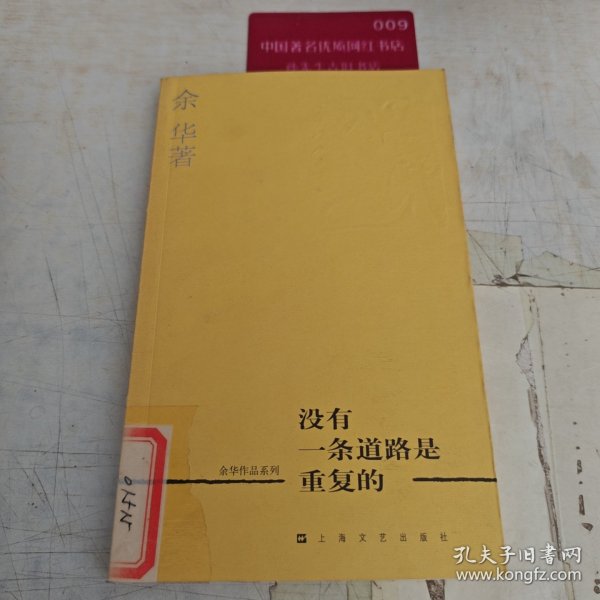 009
中国著名优质网红书店
余
华
著
没有
一条道路是
重复的
余华作品系列
上海文艺出版社
孔夫子旧书网
www.kongfz.com